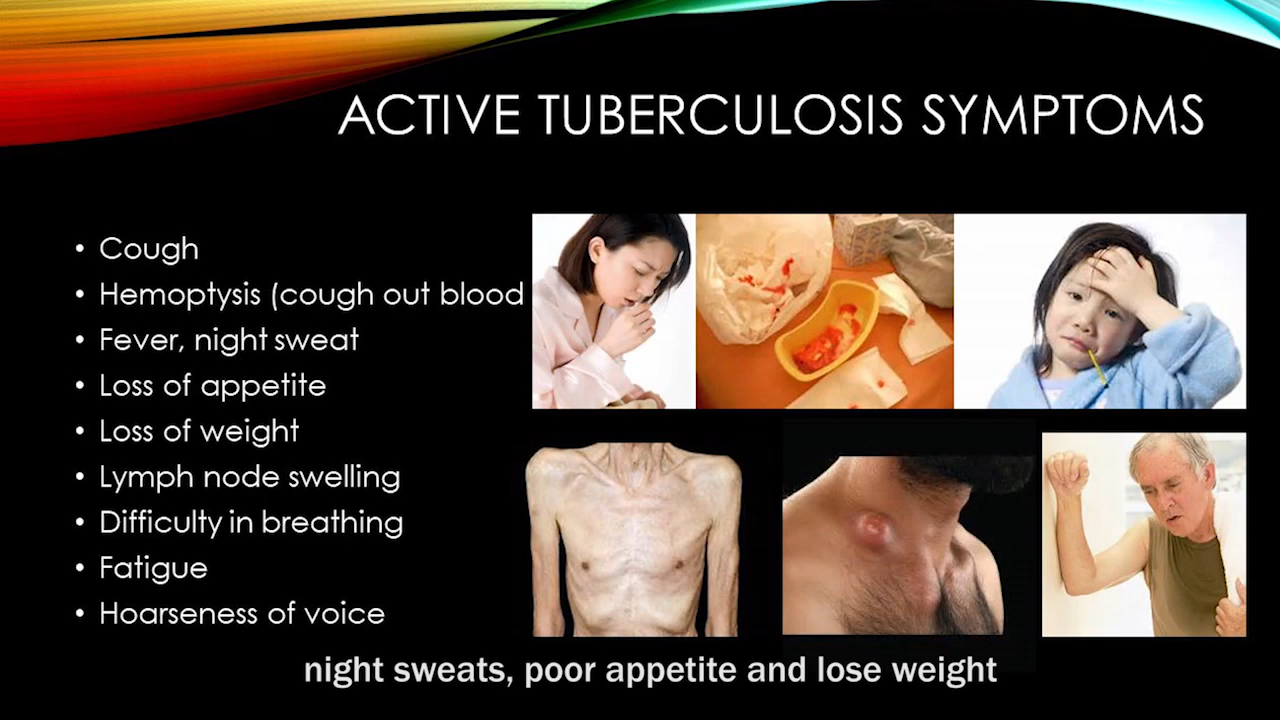 ACTIVE TUBERCULOSIS SYMPTOMS
• Cough
• Hemoptysis (cough out blood
• Fever, night sweat
• Loss of appetite
• Loss of weight
• Lymph node swelling
• Difficulty in breathing
• Fatigue
• Hoarseness of voice
night sweats, poor appetite and lose weight